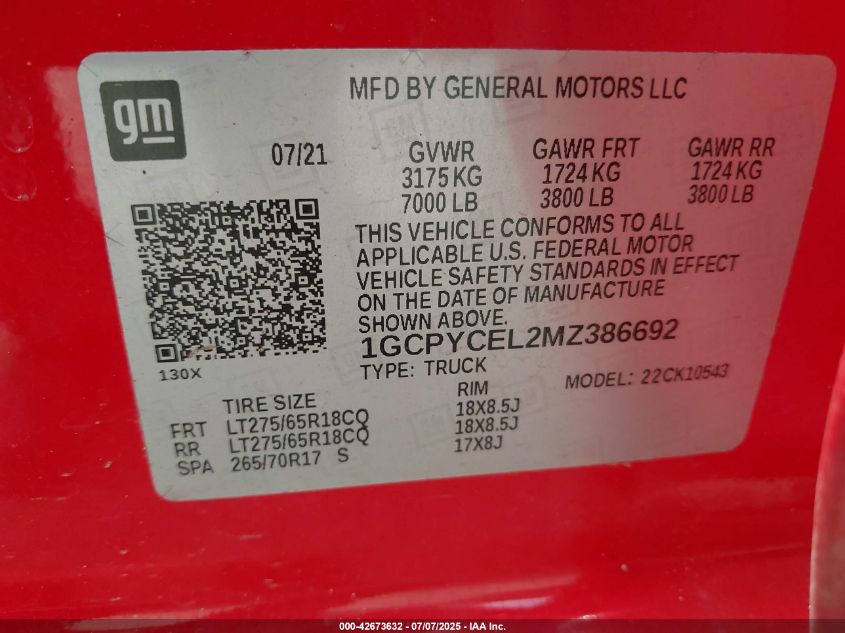 gm
MFD BY GENERAL MOTORS LLC
07/21
GVWR GAWR FRT GAWR RR
3175 KG 1724 KG 1724 KG
7000 LB 3800 LB 3800 LB
THIS VEHICLE CONFORMS TO ALL
APPLICABLE U.S. FEDERAL MOTOR
VEHICLE SAFETY STANDARDS IN EFFECT
ON THE DATE OF MANUFACTURE
SHOWN ABOVE.
1GCPYCEL2MZ386692
130X
TYPE: TRUCK MODEL: 22CK10543
TIRE SIZE RIM
FRT LT275/65R18CQ 18X8.5J
RR LT275/65R18CQ 18X8.5J
SPA 265/70R17 S 17X8J
000-42673632 / 07/07/2025 - IAA Inc.